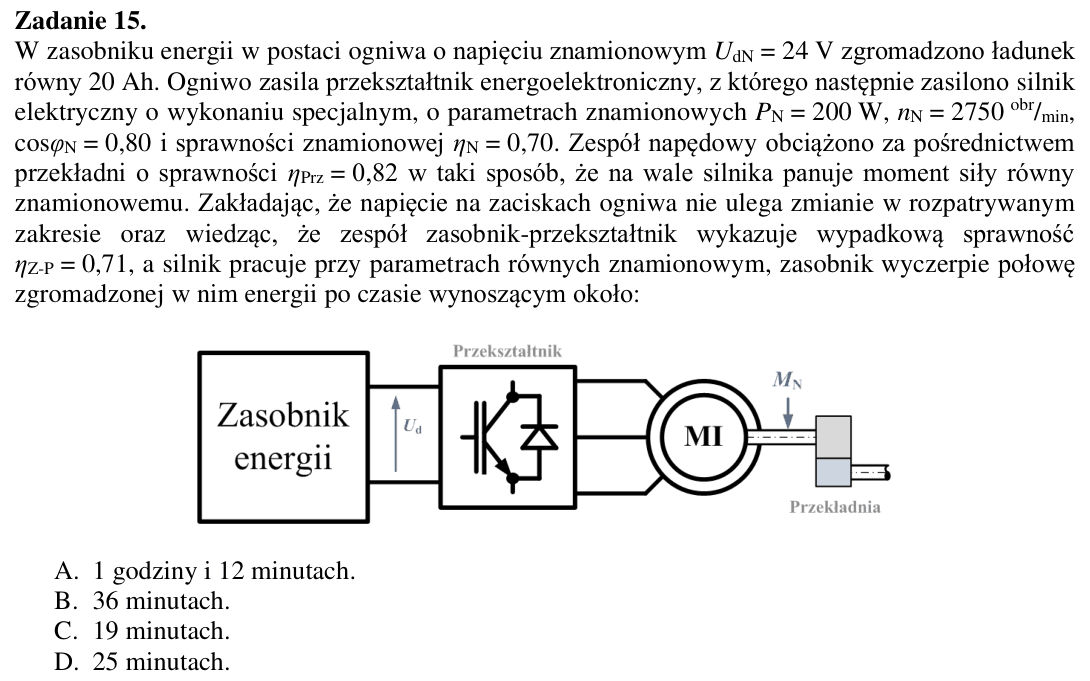 Zadanie 15.
W zasobniku energii w postaci ogniwa o napięciu znamionowym UdN = 24 V zgromadzono ładunek
równy 20 Ah. Ogniwo zasila przekształtnik energoelektroniczny, z którego następnie zasilono silnik
elektryczny o wykonaniu specjalnym, o parametrach znamionowych PN = 200 W, nN = 2750 obr/min,
cosφN = 0,80 i sprawności znamionowej ηN = 0,70. Zespół napędowy obciążono za pośrednictwem
przekładni o sprawności ηPrz = 0,82 w taki sposób, że na wale silnika panuje moment siły równy
znamionowemu. Zakładając, że napięcie na zaciskach ogniwa nie ulega zmianie w rozpatrywanym
zakresie oraz wiedząc, że zespół zasobnik-przekształtnik wykazuje wypadkową sprawność
ηZ-P = 0,71, a silnik pracuje przy parametrach równych znamionowym, zasobnik wyczerpie połowę
zgromadzonej w nim energii po czasie wynoszącym około:
Przekształtnik
Zasobnik
energii
Ud
MI
MN
Przekładnia
A. 1 godziny i 12 minutach.
B. 36 minutach.
C. 19 minutach.
D. 25 minutach.